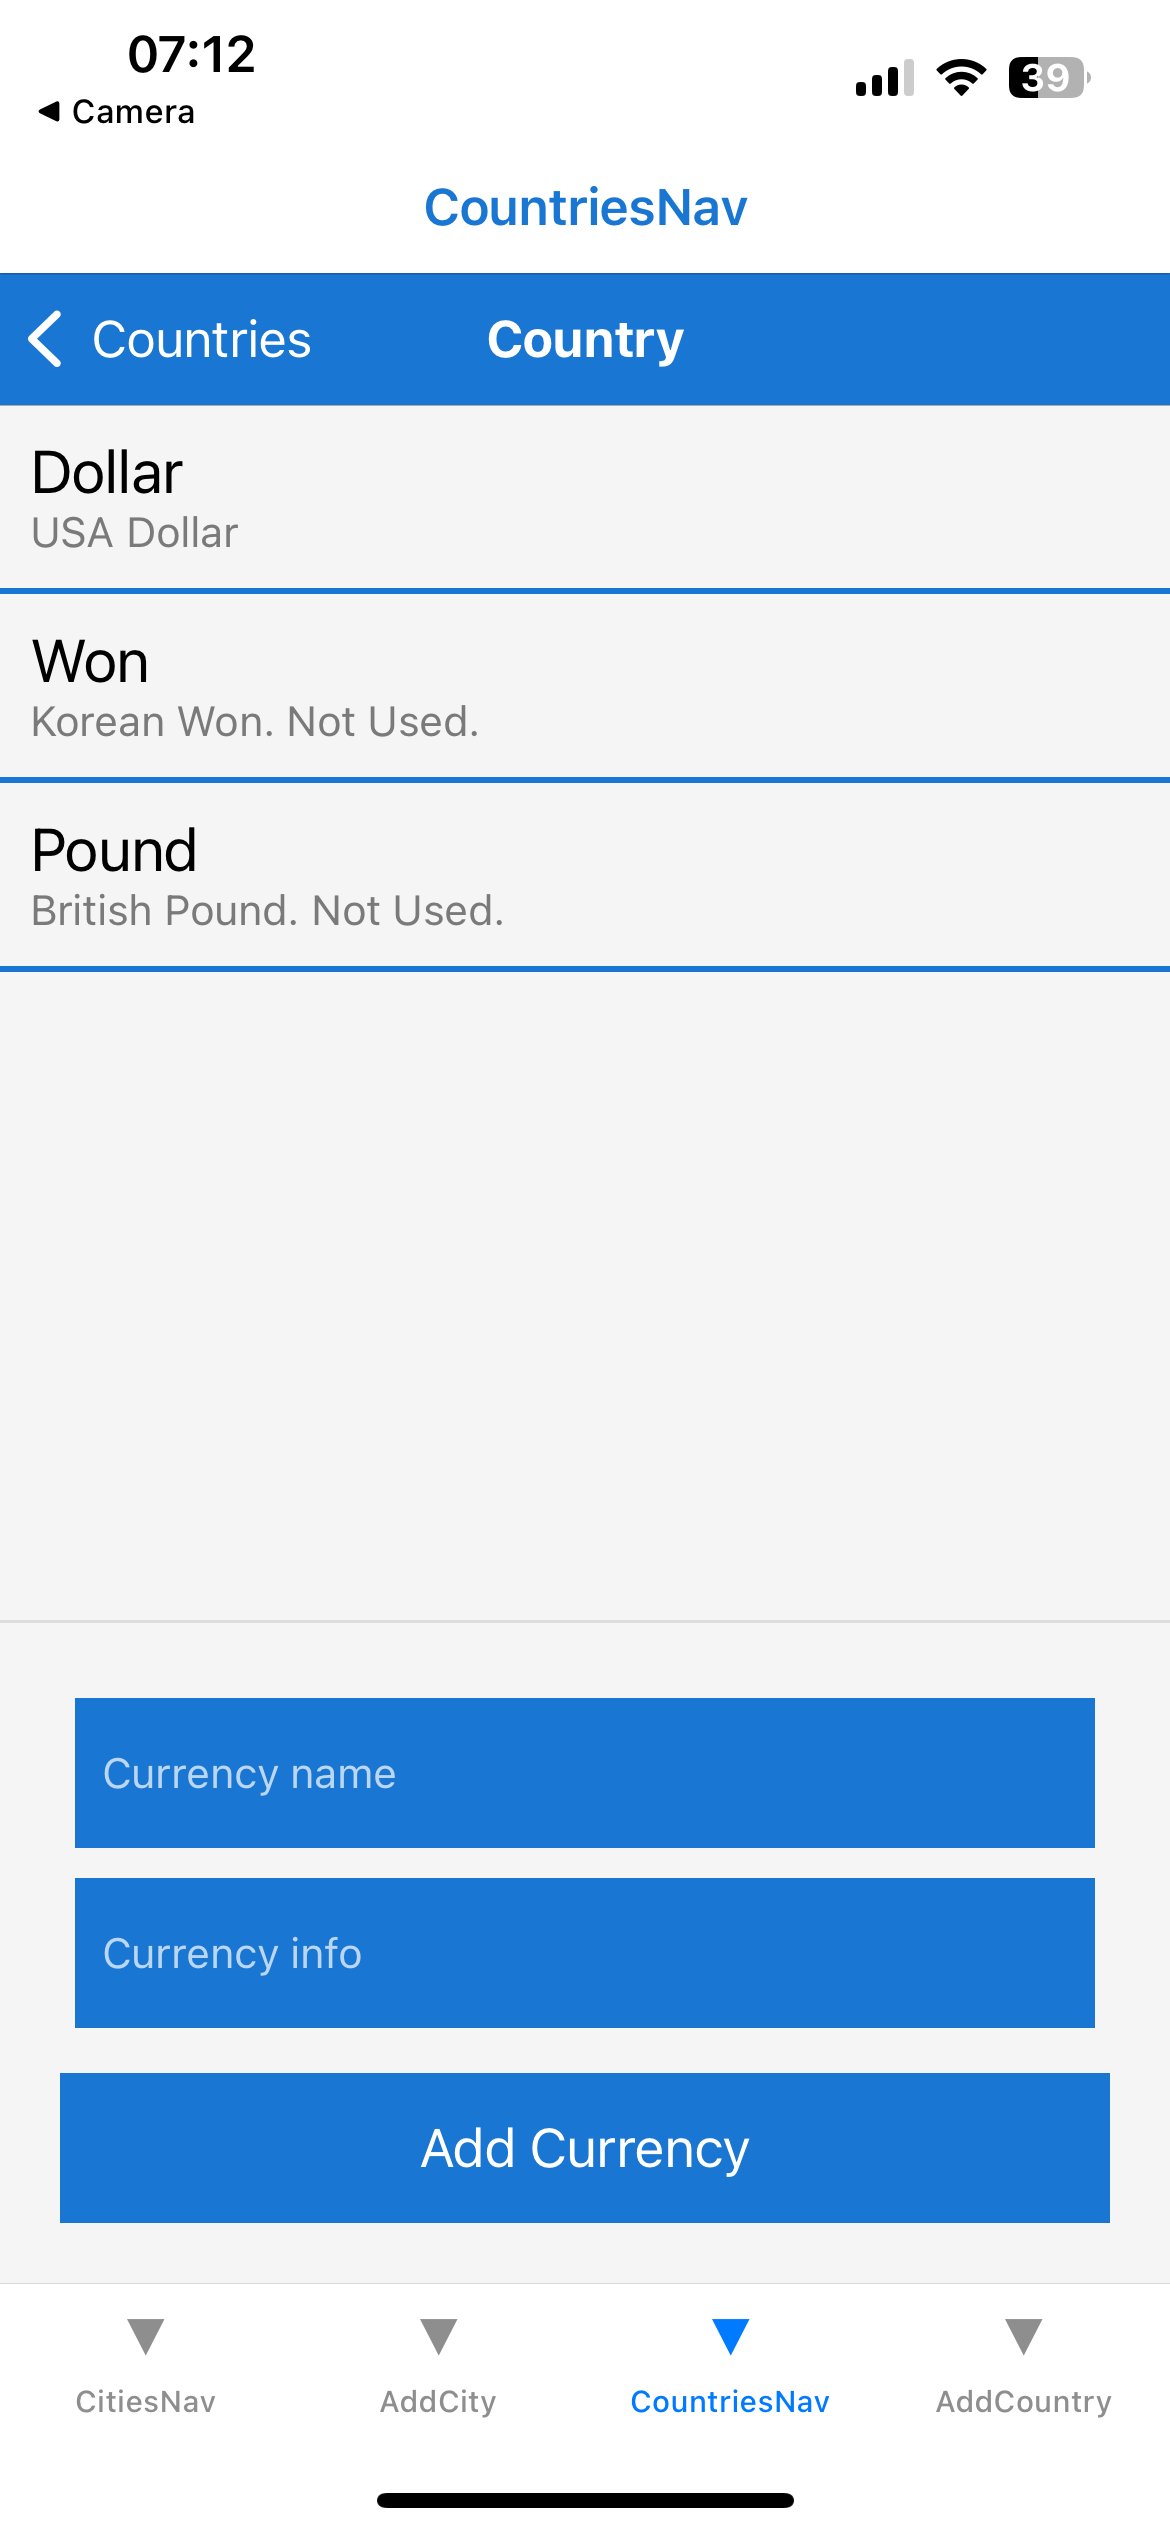 07:12
◀ Camera
39
CountriesNav
Countries
Country
Dollar
USA Dollar
Won
Korean Won. Not Used.
Pound
British Pound. Not Used.
Currency name
Currency info
Add Currency
CitiesNav
AddCity
CountriesNav
AddCountry